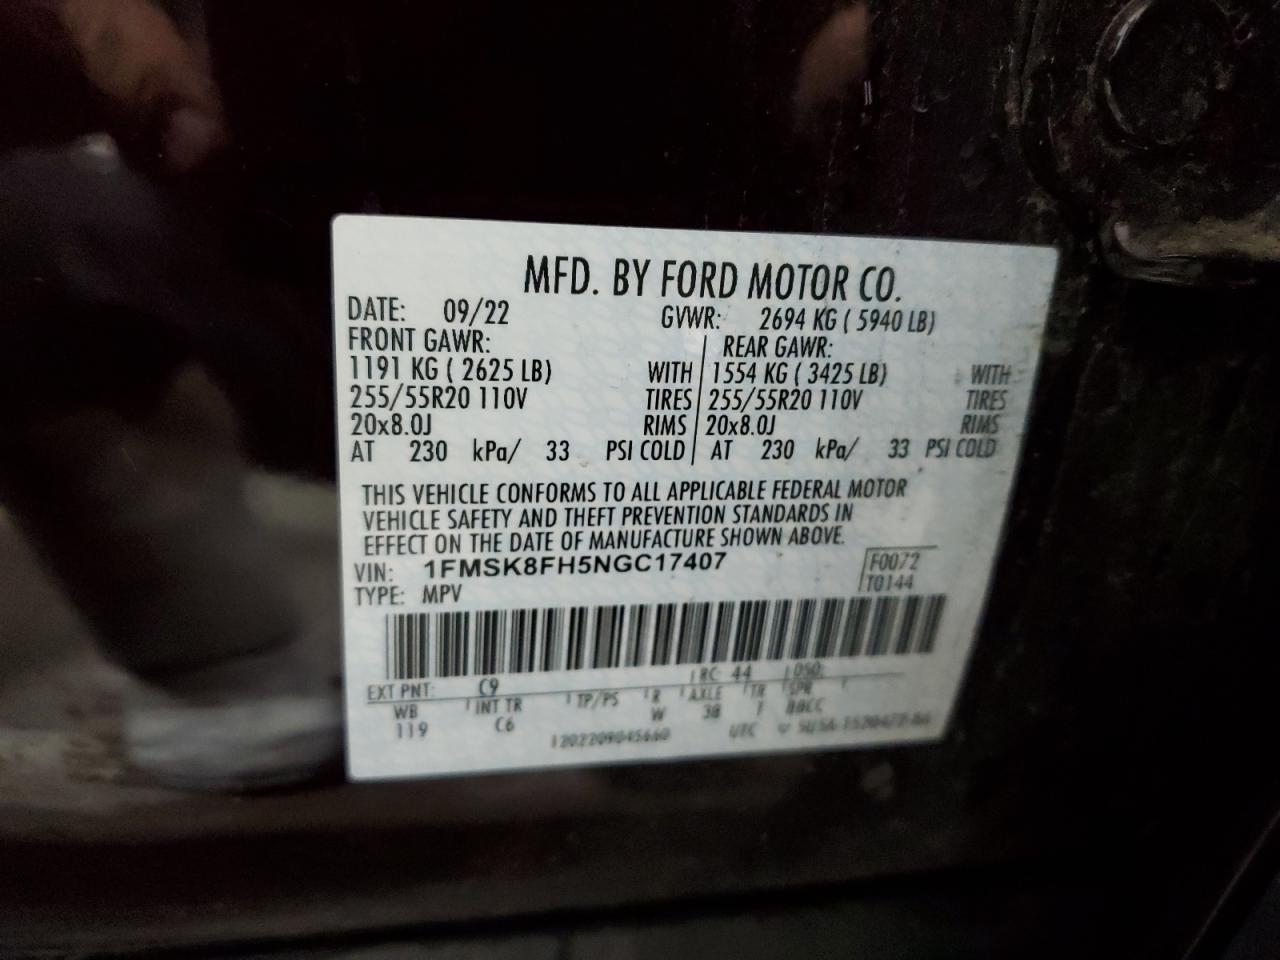 MFD. BY FORD MOTOR CO.
DATE: 09/22 GVWR: 2694 KG ( 5940 LB)
FRONT GAWR: REAR GAWR:
1191 KG ( 2625 LB) WITH 1554 KG ( 3425 LB) WITH
255/55R20 110V TIRES 255/55R20 110V TIRES
20x8.0J RIMS 20x8.0J RIMS
AT 230 kPa/ 33 PSI COLD AT 230 kPa/ 33 PSI COLD
THIS VEHICLE CONFORMS TO ALL APPLICABLE FEDERAL MOTOR
VEHICLE SAFETY AND THEFT PREVENTION STANDARDS IN
EFFECT ON THE DATE OF MANUFACTURE SHOWN ABOVE.
VIN: 1FMSK8FH5NGC17407 F0072
TYPE: MPV T0144
EXT PNT: C9 RC: 44 DSO:
WB INT TR TP/PS R AXLE TR SPR
119 C6 W 38
1202209045660 UTC